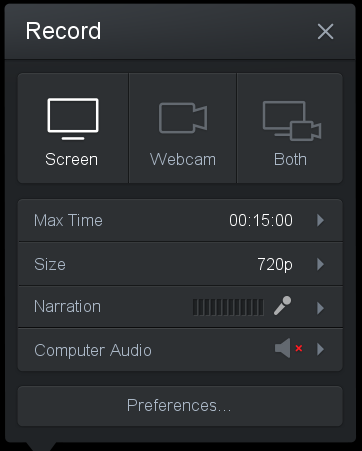 Record
Screen Webcam Both
Max Time 00:15:00
Size 720p
Narration
Computer Audio
Preferences...